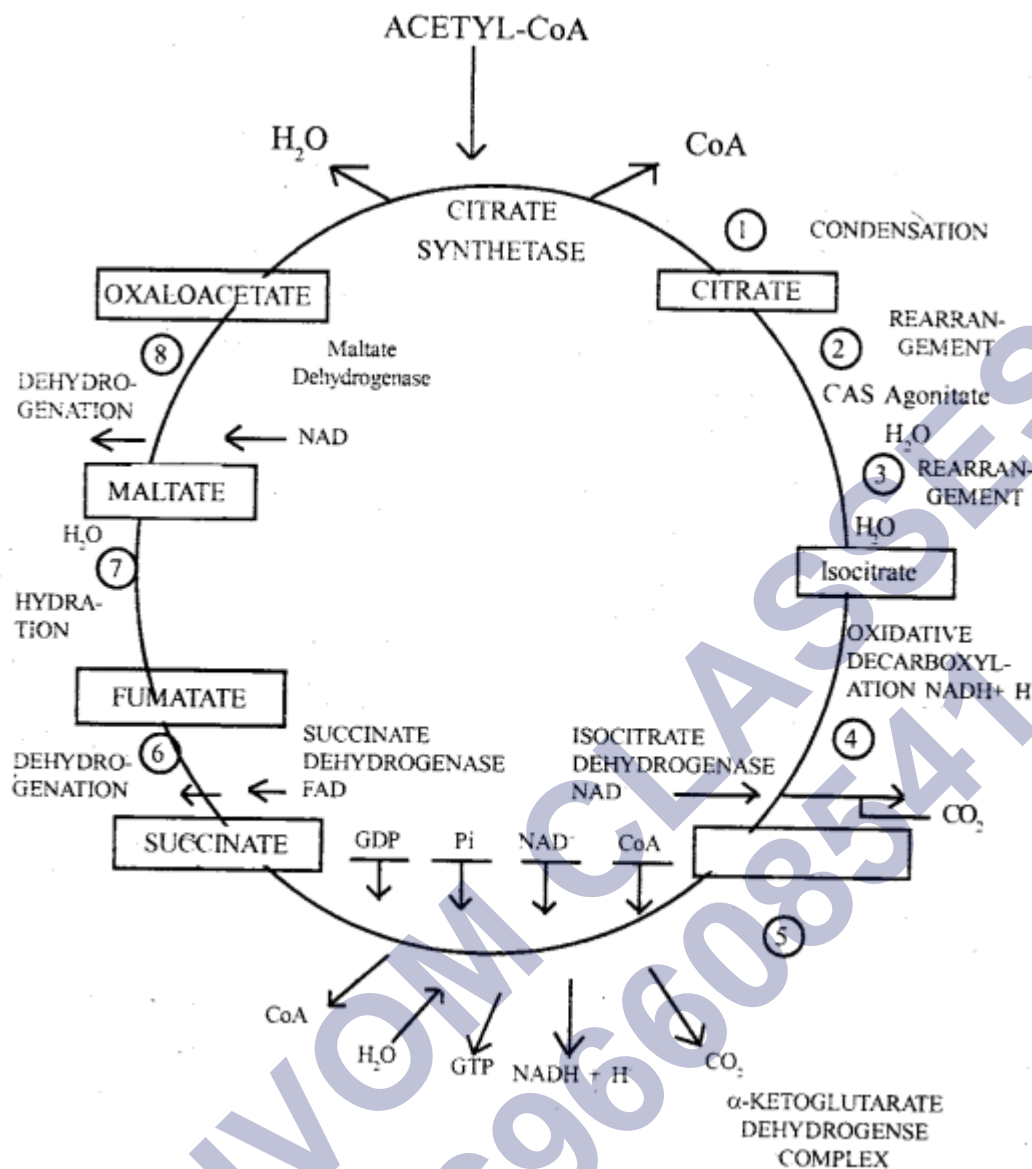 ACETYL-CoA
H₂O
CoA
CITRATE
SYNTHETASE
1
CONDENSATION
OXALOACETATE
CITRATE
8
Maltate
Dehydrogenase
2
REARRAN-
GEMENT
DEHYDRO-
GENATION
CAS Agonitate
NAD
H₂O
3
REARRAN-
GEMENT
MALTATE
H₂O
H₂O
7
Isocitrate
HYDRA-
TION
OXIDATIVE
DECARBOXYL-
ATION NADH+ H
FUMATATE
6
DEHYDRO-
GENATION
SUCCINATE
DEHYDROGENASE
FAD
ISOCITRATE
DEHYDROGENASE
NAD
4
CO₂
SUCCINATE
GDP
Pi
NAD⁻
CoA
5
CoA
H₂O
GTP
NADH + H⁻
CO₂
α-KETOGLUTARATE
DEHYDROGENSE
COMPLEX
VOM CLASSES
96608541